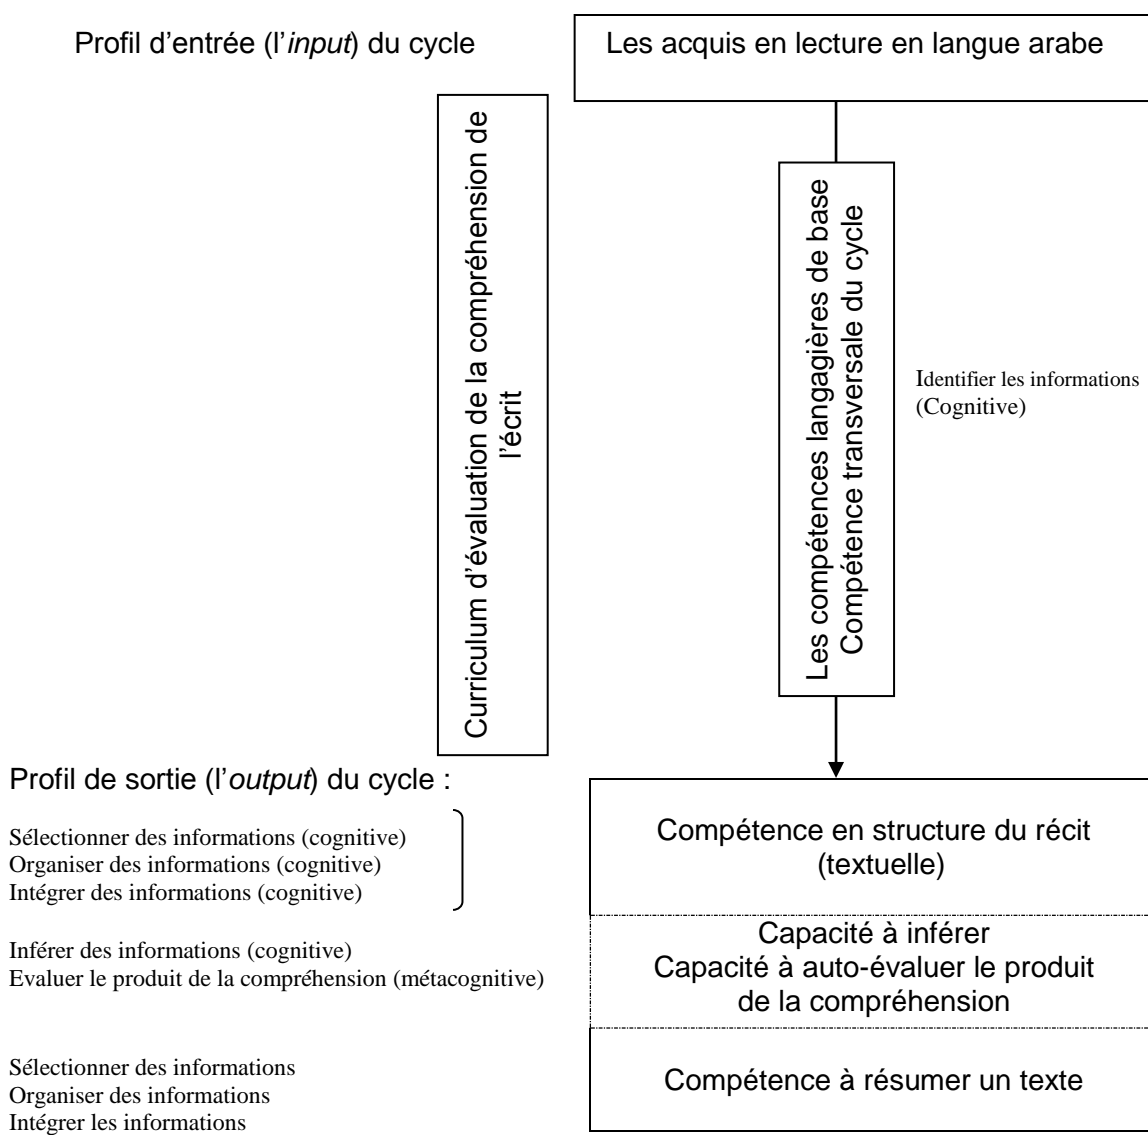 Profil d'entrée (l'input) du cycle
Les acquis en lecture en langue arabe
Curriculum d'évaluation de la compréhension de
l'écrit
Les compétences langagières de base
Compétence transversale du cycle
Identifier les informations
(Cognitive)
Profil de sortie (l'output) du cycle :
Sélectionner des informations (cognitive)
Organiser des informations (cognitive)
Intégrer des informations (cognitive)
Compétence en structure du récit
(textuelle)
Inférer des informations (cognitive)
Evaluer le produit de la compréhension (métacognitive)
Capacité à inférer
Capacité à auto-évaluer le produit
de la compréhension
Sélectionner des informations
Organiser des informations
Intégrer les informations
Compétence à résumer un texte